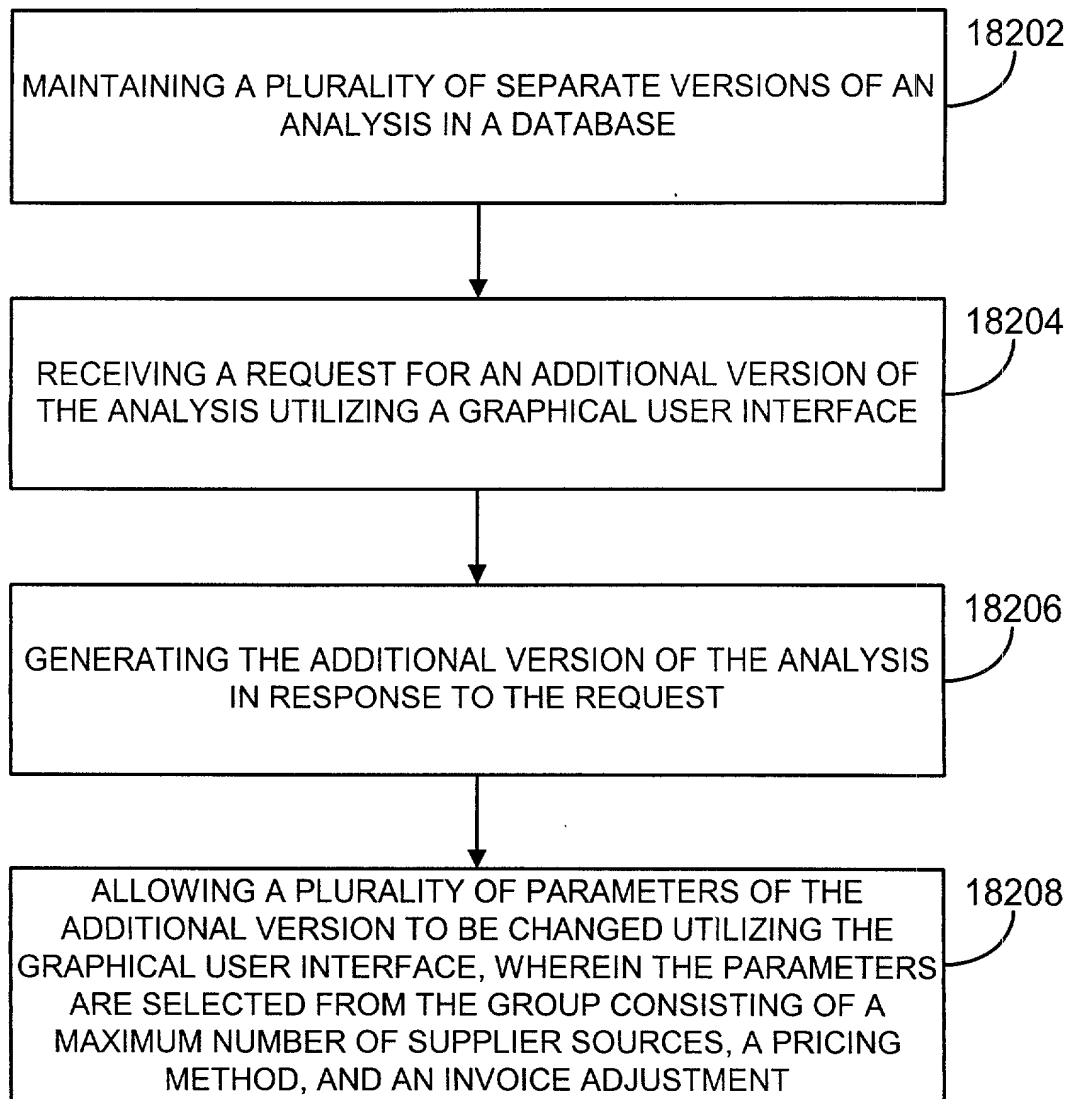 18202
MAINTAINING A PLURALITY OF SEPARATE VERSIONS OF AN
ANALYSIS IN A DATABASE
18204
RECEIVING A REQUEST FOR AN ADDITIONAL VERSION OF
THE ANALYSIS UTILIZING A GRAPHICAL USER INTERFACE
18206
GENERATING THE ADDITIONAL VERSION OF THE ANALYSIS
IN RESPONSE TO THE REQUEST
18208
ALLOWING A PLURALITY OF PARAMETERS OF THE
ADDITIONAL VERSION TO BE CHANGED UTILIZING THE
GRAPHICAL USER INTERFACE, WHEREIN THE PARAMETERS
ARE SELECTED FROM THE GROUP CONSISTING OF A
MAXIMUM NUMBER OF SUPPLIER SOURCES, A PRICING
METHOD, AND AN INVOICE ADJUSTMENT